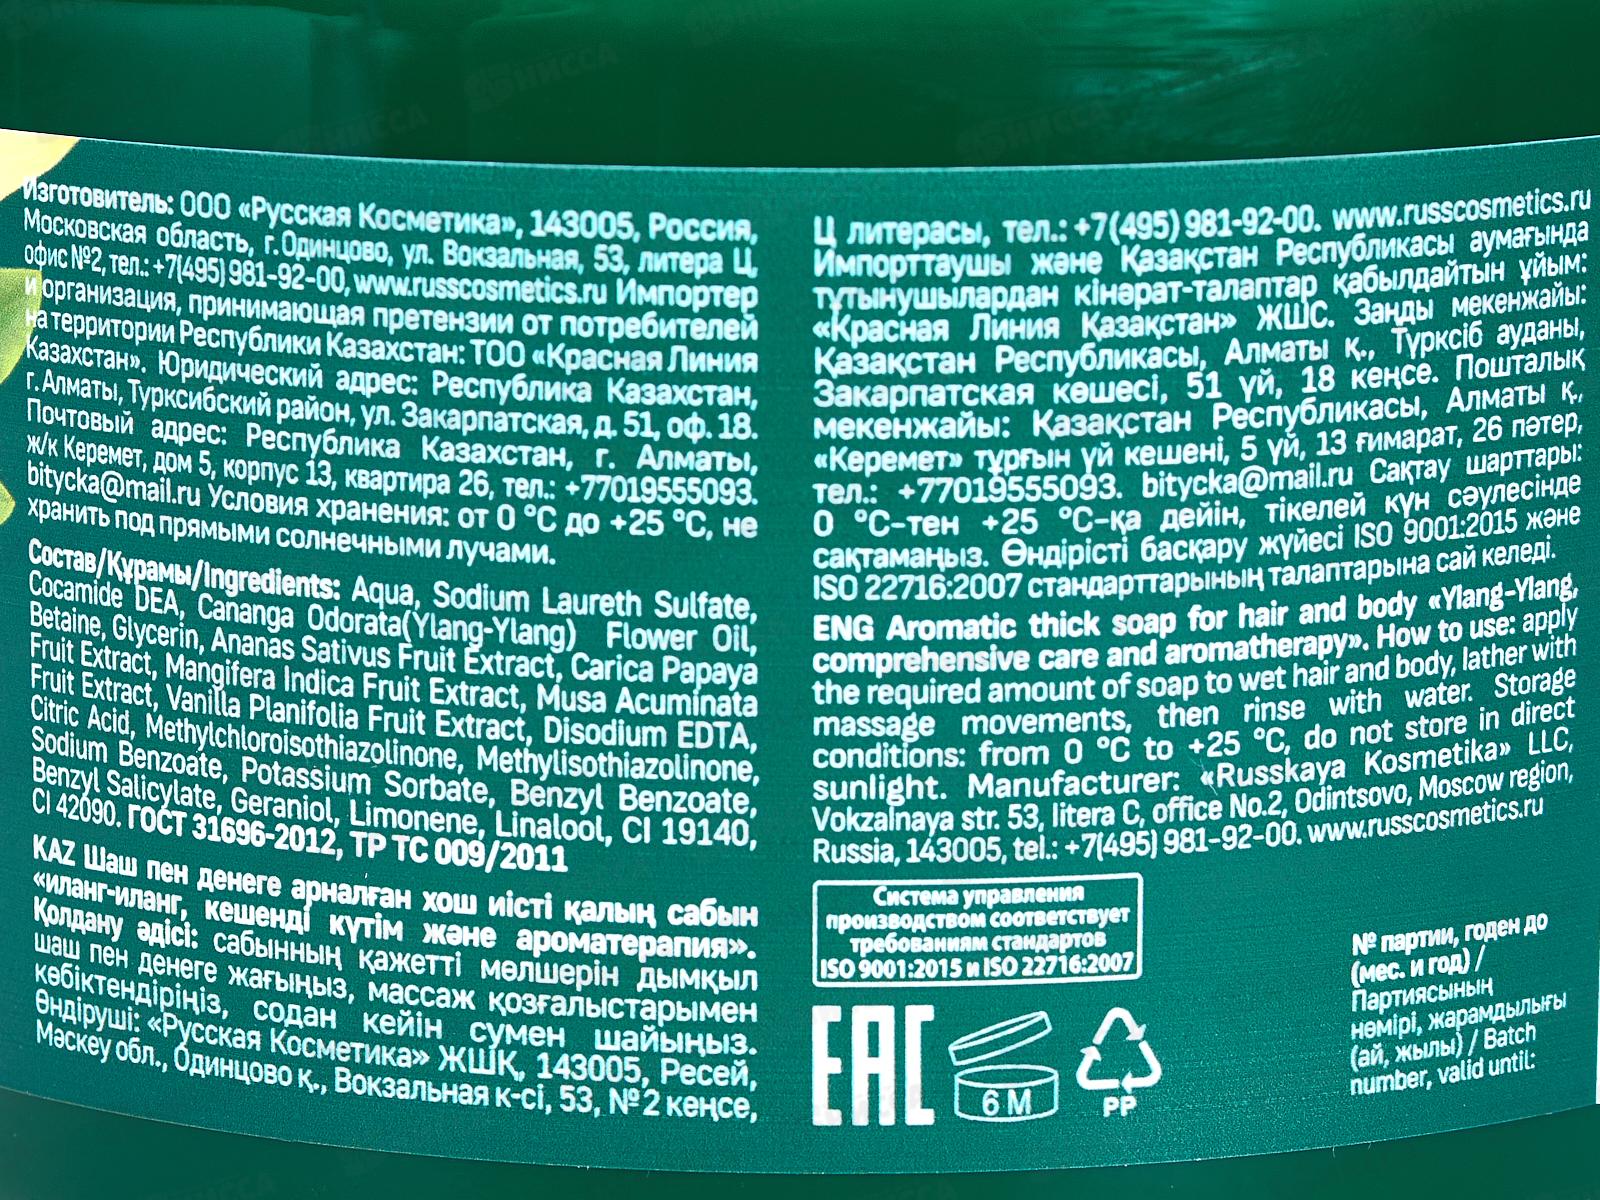 Изготовитель: ООО «Русская Косметика», 143005, Россия,
Московская область, г. Одинцово, ул. Вокзальная, 53, литера Ц,
офис №2, тел.: +7(495) 981-92-00, www.russcosmetics.ru Импортер
и организация, принимающая претензии от потребителей
на территории Республики Казахстан: ТОО «Красная Линия
Казахстан». Юридический адрес: Республика Казахстан,
г. Алматы, Турксибский район, ул. Закарпатская, д. 51, оф. 18.
Почтовый адрес: Республика Казахстан, г. Алматы,
ж/к Керемет, дом 5, корпус 13, квартира 26, тел.: +77019555093.
bitycka@mail.ru Условия хранения: от 0 °C до +25 °C, не
хранить под прямыми солнечными лучами.
Состав/Құрамы/Ingredients: Aqua, Sodium Laureth Sulfate,
Cocamide DEA, Cananga Odorata(Ylang-Ylang) Flower Oil,
Betaine, Glycerin, Ananas Sativus Fruit Extract, Carica Papaya
Fruit Extract, Mangifera Indica Fruit Extract, Musa Acuminata
Fruit Extract, Vanilla Planifolia Fruit Extract, Disodium EDTA,
Citric Acid, Methylchloroisothiazolinone, Methylisothiazolinone,
Sodium Benzoate, Potassium Sorbate, Benzyl Benzoate,
Benzyl Salicylate, Geraniol, Limonene, Linalool, CI 19140,
CI 42090. ГОСТ 31696-2012, ТР ТС 009/2011
KAZ Шаш пен денеге арналған хош иісті қалың сабын
«иланг-иланг, кешенді күтім және ароматерапия».
Қолдану әдісі: сабынның қажетті мөлшерін дымқыл
шаш пен денеге жағыңыз, массаж қозғалыстарымен
көбіктендіріңіз, содан кейін сумен шайыңыз.
Өндіруші: «Русская Косметика» ЖШҚ, 143005, Ресей,
Мәскеу обл., Одинцово қ., Вокзальная к-сі, 53, №2 кеңсе,
Ц литерасы, тел.: +7(495) 981-92-00. www.russcosmetics.ru
Импорттаушы және Қазақстан Республикасы аумағында
тұтынушылардан кінәрат-талаптар қабылдайтын ұйым:
«Красная Линия Қазақстан» ЖШС. Заңды мекенжайы:
Қазақстан Республикасы, Алматы қ., Түрксіб ауданы,
Закарпатская көшесі, 51 үй, 18 кеңсе. Пошталық
мекенжайы: Қазақстан Республикасы, Алматы қ.,
«Керемет» тұрғын үй кешені, 5 үй, 13 ғимарат, 26 пәтер,
тел.: +77019555093. bitycka@mail.ru Сақтау шарттары:
0 °C-тен +25 °C-қа дейін, тікелей күн сәулесінде
сақтамаңыз. Өндірісті басқару жүйесі ISO 9001:2015 және
ISO 22716:2007 стандарттарының талаптарына сай келеді.
ENG Aromatic thick soap for hair and body «Ylang-Ylang,
comprehensive care and aromatherapy». How to use: apply
the required amount of soap to wet hair and body, lather with
massage movements, then rinse with water. Storage
conditions: from 0 °C to +25 °C, do not store in direct
sunlight. Manufacturer: «Russkaya Kosmetika» LLC,
Vokzalnaya str. 53, litera C, office No.2, Odintsovo, Moscow region,
Russia, 143005, tel.: +7(495) 981-92-00. www.russcosmetics.ru
Система управления
производством соответствует
требованиям стандартов
ISO 9001:2015 и ISO 22716:2007
EAC
6 M
PP
№ партии, годен до
(мес. и год) /
Партиясының
нөмірі, жарамдылығы
(ай, жылы) / Batch
number, valid until: